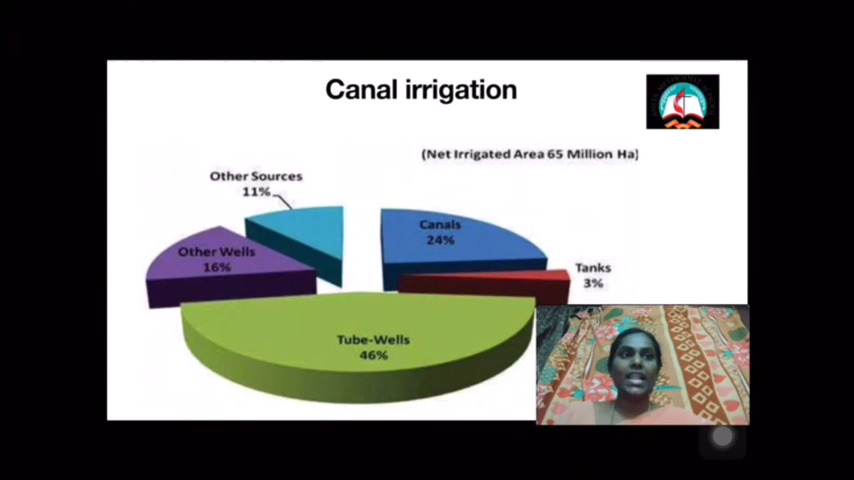 Canal irrigation
(Net Irrigated Area 65 Million Ha)
Other Sources
11%
Canals
24%
Other Wells
16%
Tanks
3%
Tube-Wells
46%